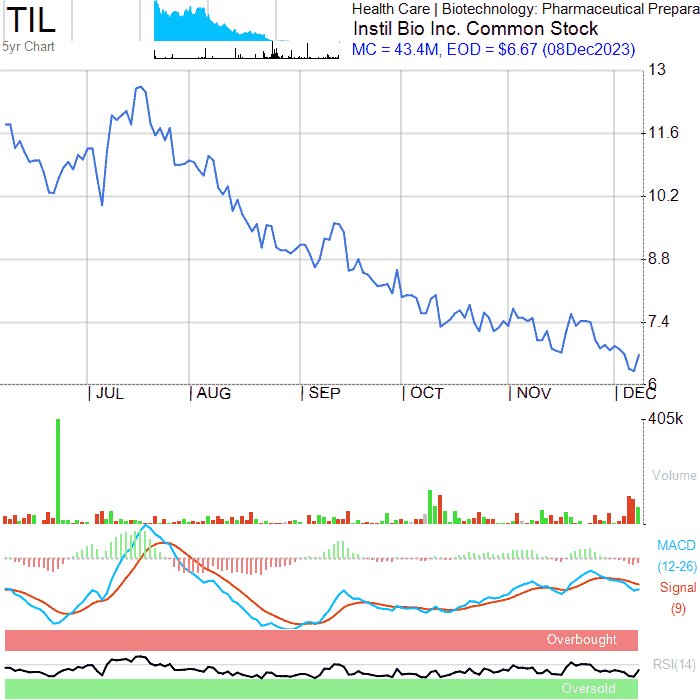 TIL
5yr Chart
Health Care | Biotechnology: Pharmaceutical Prepara
Instil Bio Inc. Common Stock
MC = 43.4M, EOD = $6.67 (08Dec2023)
13
11.6
10.2
8.8
7.4
6
JUL AUG SEP OCT NOV DEC
405k
Volume
MACD
(12-26)
Signal
(9)
Overbought
RSI(14)
Oversold